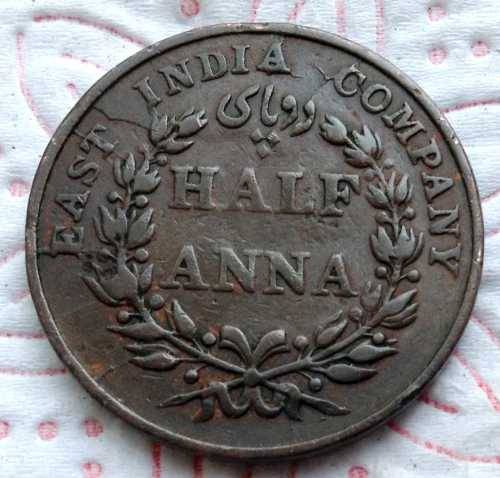 EAST INDIA COMPANY
دو پای
HALF
ANNA